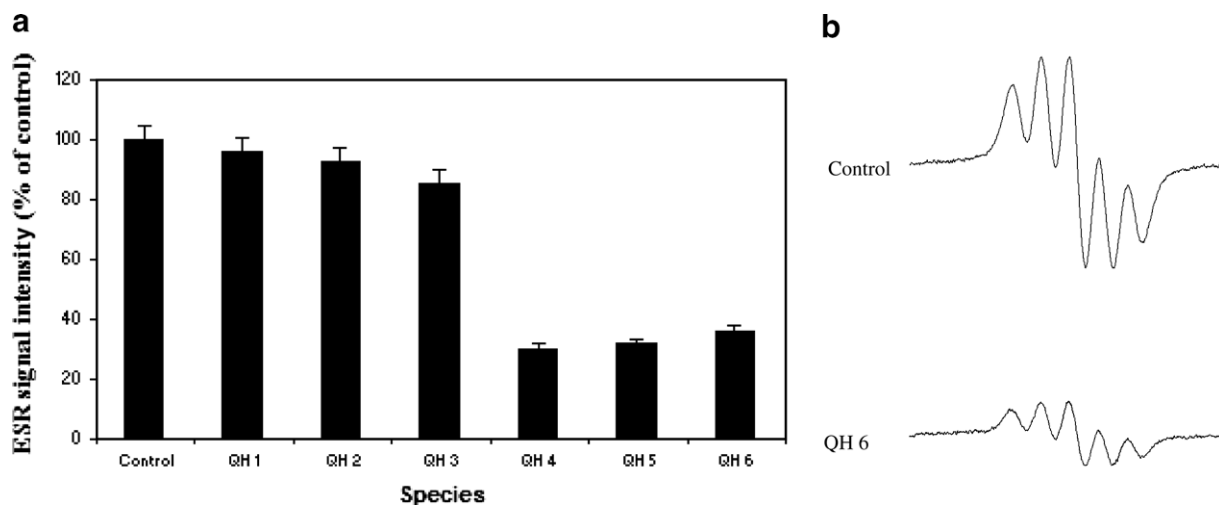 a
b
ESR signal intensity (% of control)
120
100
80
60
40
20
0
Control QH 1 QH 2 QH 3 QH 4 QH 5 QH 6
Species
Control
QH 6